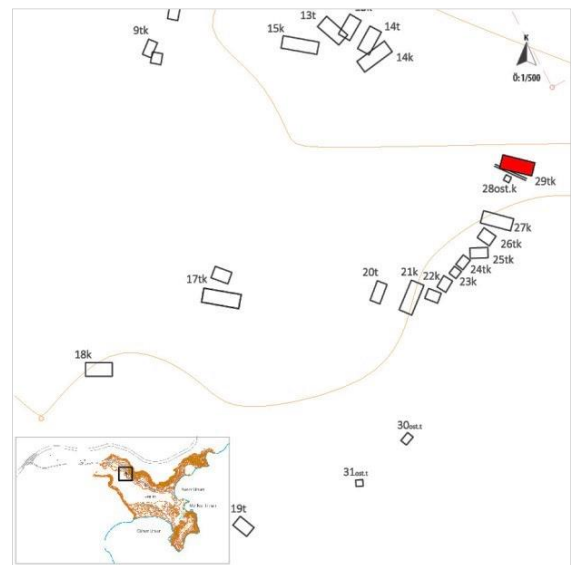 13t
14t
15k
14k
9tk
K
Ö:1/500
29tk
28ost.k
27k
26tk
25tk
24tk
23k
22k
21k
20t
17tk
18k
30ost.t
31ost.t
19t